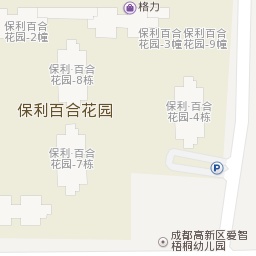 格力
保利百合
花园-2幢
保利百合
花园-3幢
保利百合
花园-9幢
保利·百合
花园-8栋
保利百合花园
保利·百合
花园-4栋
保利·百合
花园-7栋
P
成都高新区爱智
梧桐幼儿园